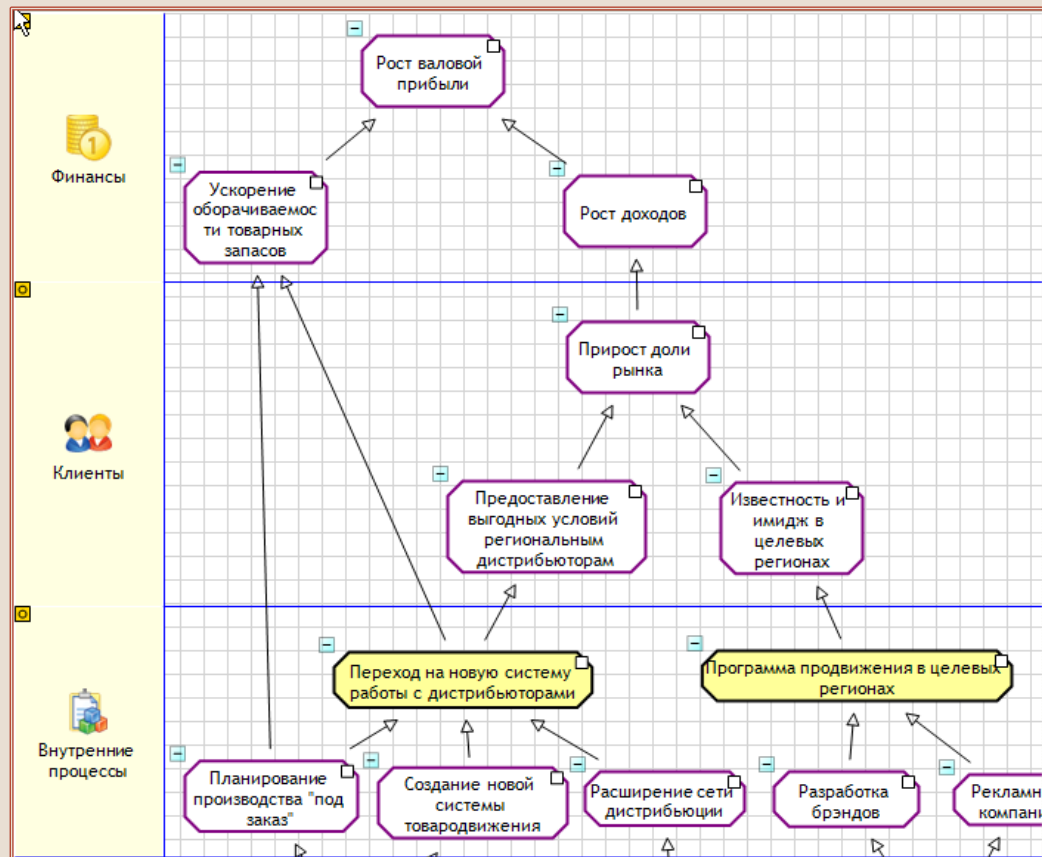 Рост валовой
прибыли
1
Финансы
Ускорение
оборачиваемос
ти товарных
запасов
Рост доходов
Прирост доли
рынка
Клиенты
Предоставление
выгодных условий
региональным
дистрибьюторам
Известность и
имидж в
целевых
регионах
Переход на новую систему
работы с дистрибьюторами
Программа продвижения в целевых
регионах
Внутренние
процессы
Планирование
производства "под
заказ"
Создание новой
системы
товародвижения
Расширение сети
дистрибьюции
Разработка
брэндов
Рекламн
компани